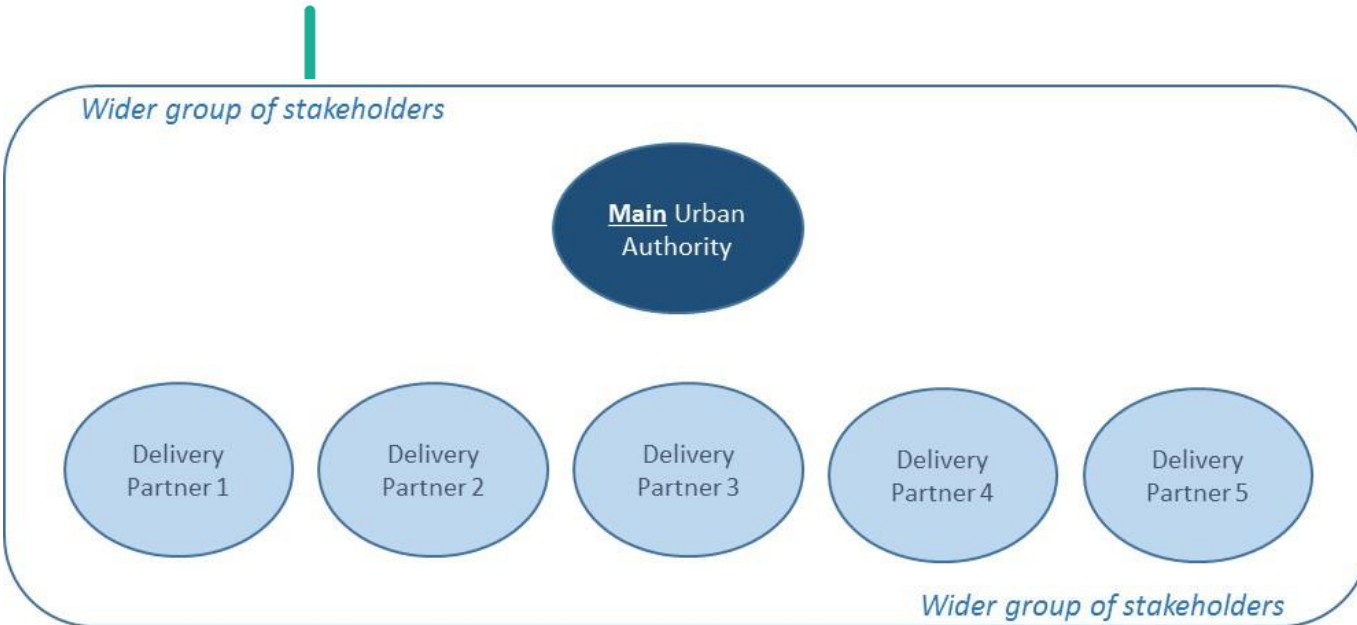 Wider group of stakeholders
Main Urban
Authority
Delivery
Partner 1
Delivery
Partner 2
Delivery
Partner 3
Delivery
Partner 4
Delivery
Partner 5
Wider group of stakeholders